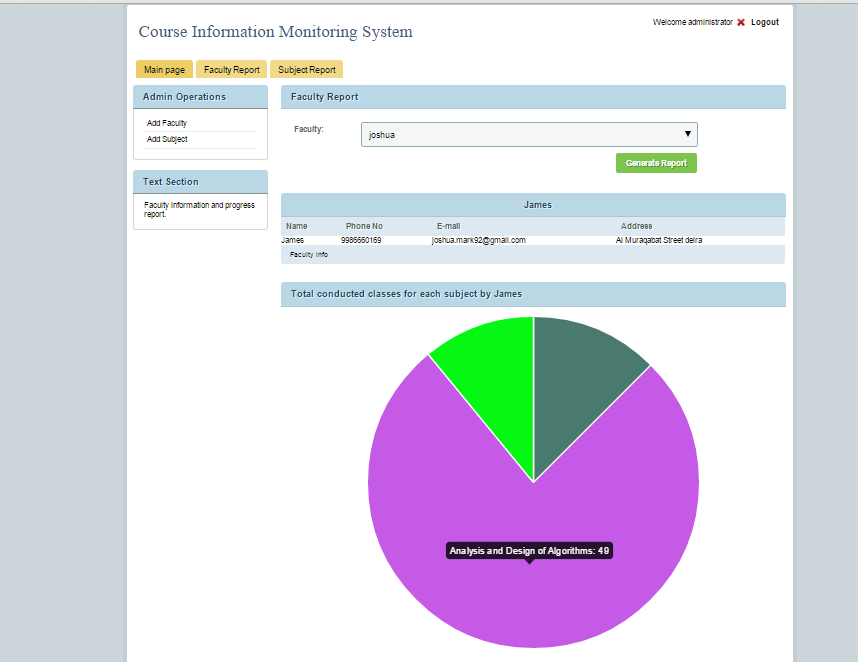 Welcome administrator Logout
Course Information Monitoring System
Main page Faculty Report Subject Report
Admin Operations
Add Faculty
Add Subject
Text Section
Faculty Information and progress
report.
Faculty Report
Faculty: joshua
Generate Report
James
Name Phone No E-mail Address
James 9986660169 joshua.mark92@gmail.com Al Muraqabat Street deira
Faculty Info
Total conducted classes for each subject by James
Analysis and Design of Algorithms: 49